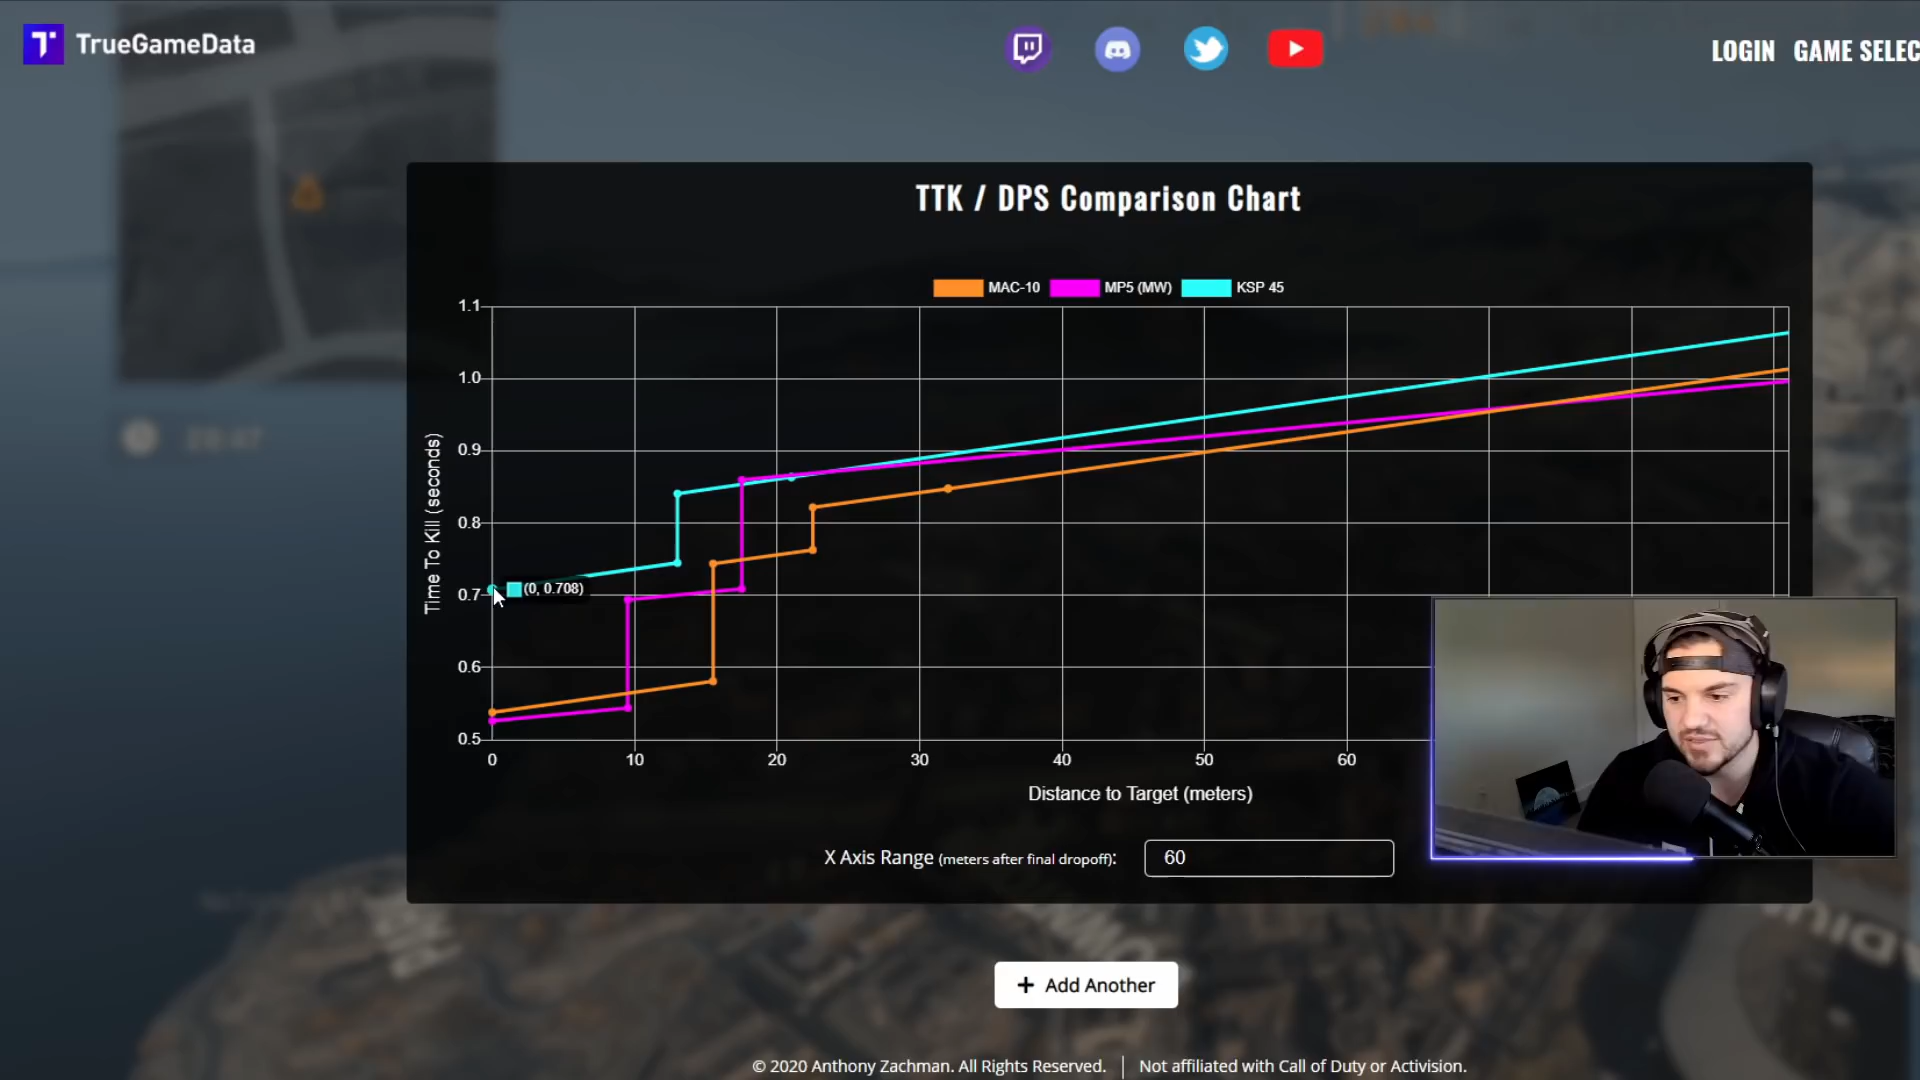 TrueGameData
LOGIN GAME SELEC
TTK / DPS Comparison Chart
MAC-10 MP5 (MW) KSP 45
1.1
1.0
0.9
0.8
0.7
0.6
0.5
Time To Kill (seconds)
(0, 0.708)
0 10 20 30 40 50 60
Distance to Target (meters)
X Axis Range (meters after final dropoff): 60
+ Add Another
© 2020 Anthony Zachman. All Rights Reserved. | Not affiliated with Call of Duty or Activision.